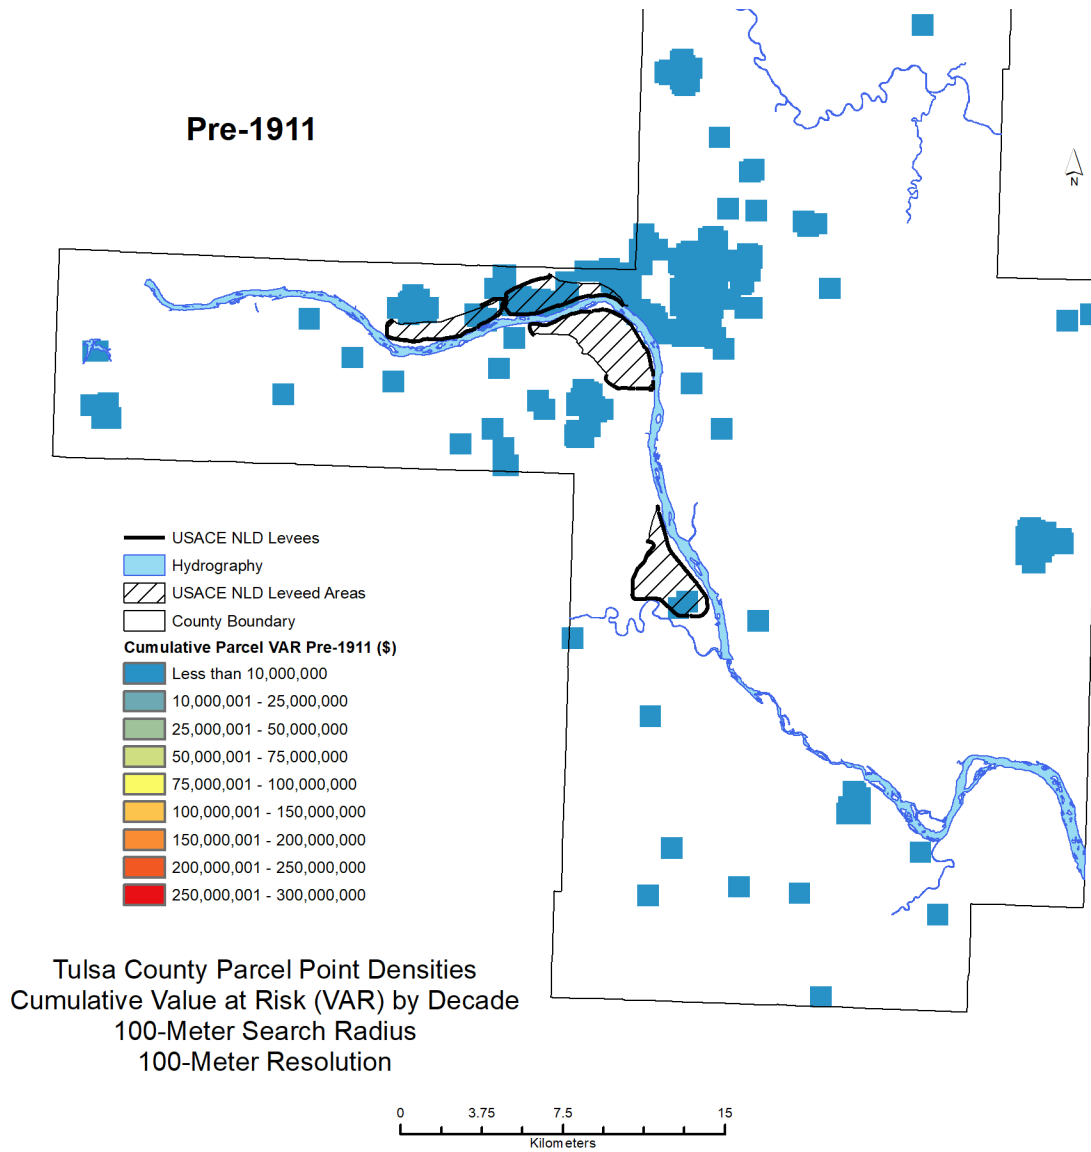 Pre-1911
N
USACE NLD Levees
Hydrography
USACE NLD Leveed Areas
County Boundary
Cumulative Parcel VAR Pre-1911 ($)
Less than 10,000,000
10,000,001 - 25,000,000
25,000,001 - 50,000,000
50,000,001 - 75,000,000
75,000,001 - 100,000,000
100,000,001 - 150,000,000
150,000,001 - 200,000,000
200,000,001 - 250,000,000
250,000,001 - 300,000,000
Tulsa County Parcel Point Densities
Cumulative Value at Risk (VAR) by Decade
100-Meter Search Radius
100-Meter Resolution
0 3.75 7.5 15
Kilometers